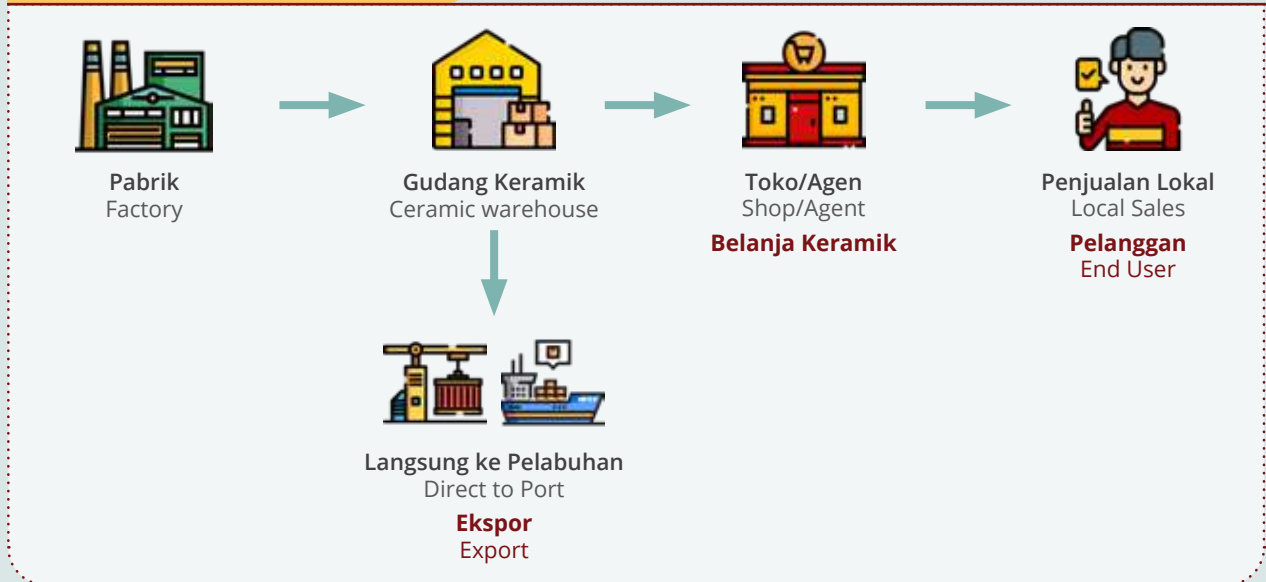 Pabrik
Factory
Gudang Keramik
Ceramic warehouse
Toko/Agen
Shop/Agent
Belanja Keramik
Penjualan Lokal
Local Sales
Pelanggan
End User
Langsung ke Pelabuhan
Direct to Port
Ekspor
Export